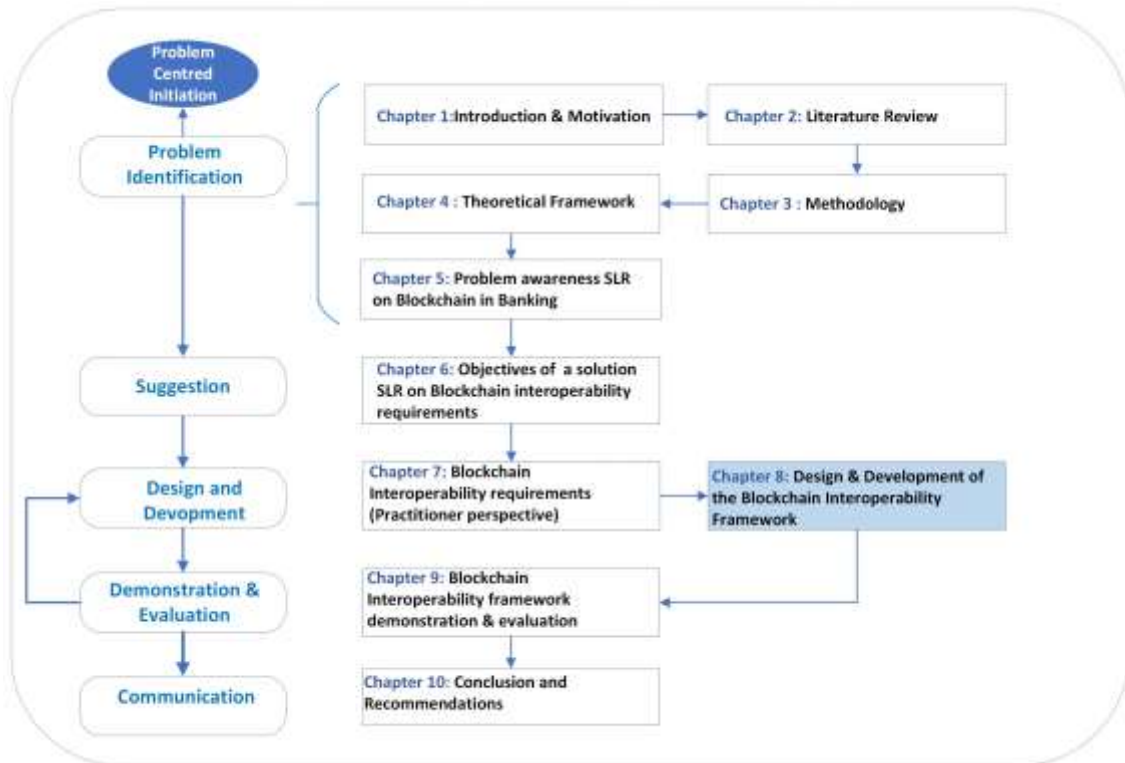 Problem
Centred
Initiation
Problem
Identification
Suggestion
Design and
Devopment
Demonstration &
Evaluation
Communication
Chapter 1:Introduction & Motivation
Chapter 2: Literature Review
Chapter 4 : Theoretical Framework
Chapter 3 : Methodology
Chapter 5: Problem awareness SLR
on Blockchain in Banking
Chapter 6: Objectives of a solution
SLR on Blockchain interoperability
requirements
Chapter 7: Blockchain
Interoperability requirements
(Practitioner perspective)
Chapter 8: Design & Development of
the Blockchain Interoperability
Framework
Chapter 9: Blockchain
Interoperability framework
demonstration & evaluation
Chapter 10: Conclusion and
Recommendations